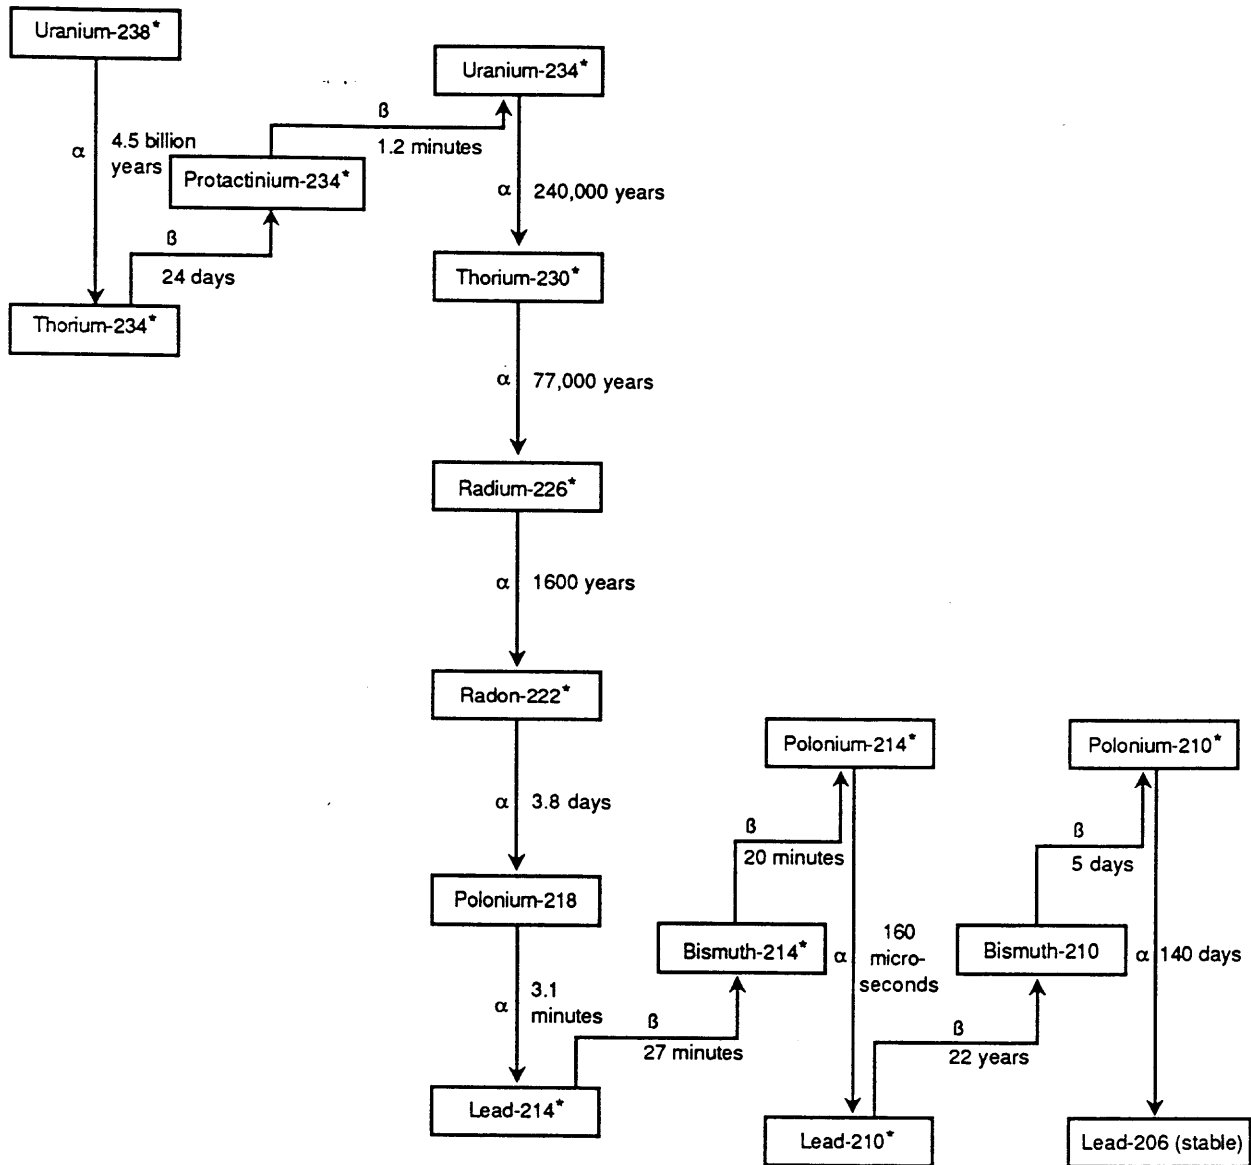 Uranium-238*
Uranium-234*
β
1.2 minutes
α
4.5 billion
years
Protactinium-234*
α
240,000 years
β
24 days
Thorium-234*
Thorium-230*
α
77,000 years
Radium-226*
α
1600 years
Radon-222*
α
3.8 days
Polonium-218
α
3.1
minutes
Lead-214*
β
27 minutes
Bismuth-214*
β
20 minutes
Polonium-214*
α
160
micro-
seconds
Lead-210*
β
22 years
Bismuth-210
β
5 days
Polonium-210*
α
140 days
Lead-206 (stable)